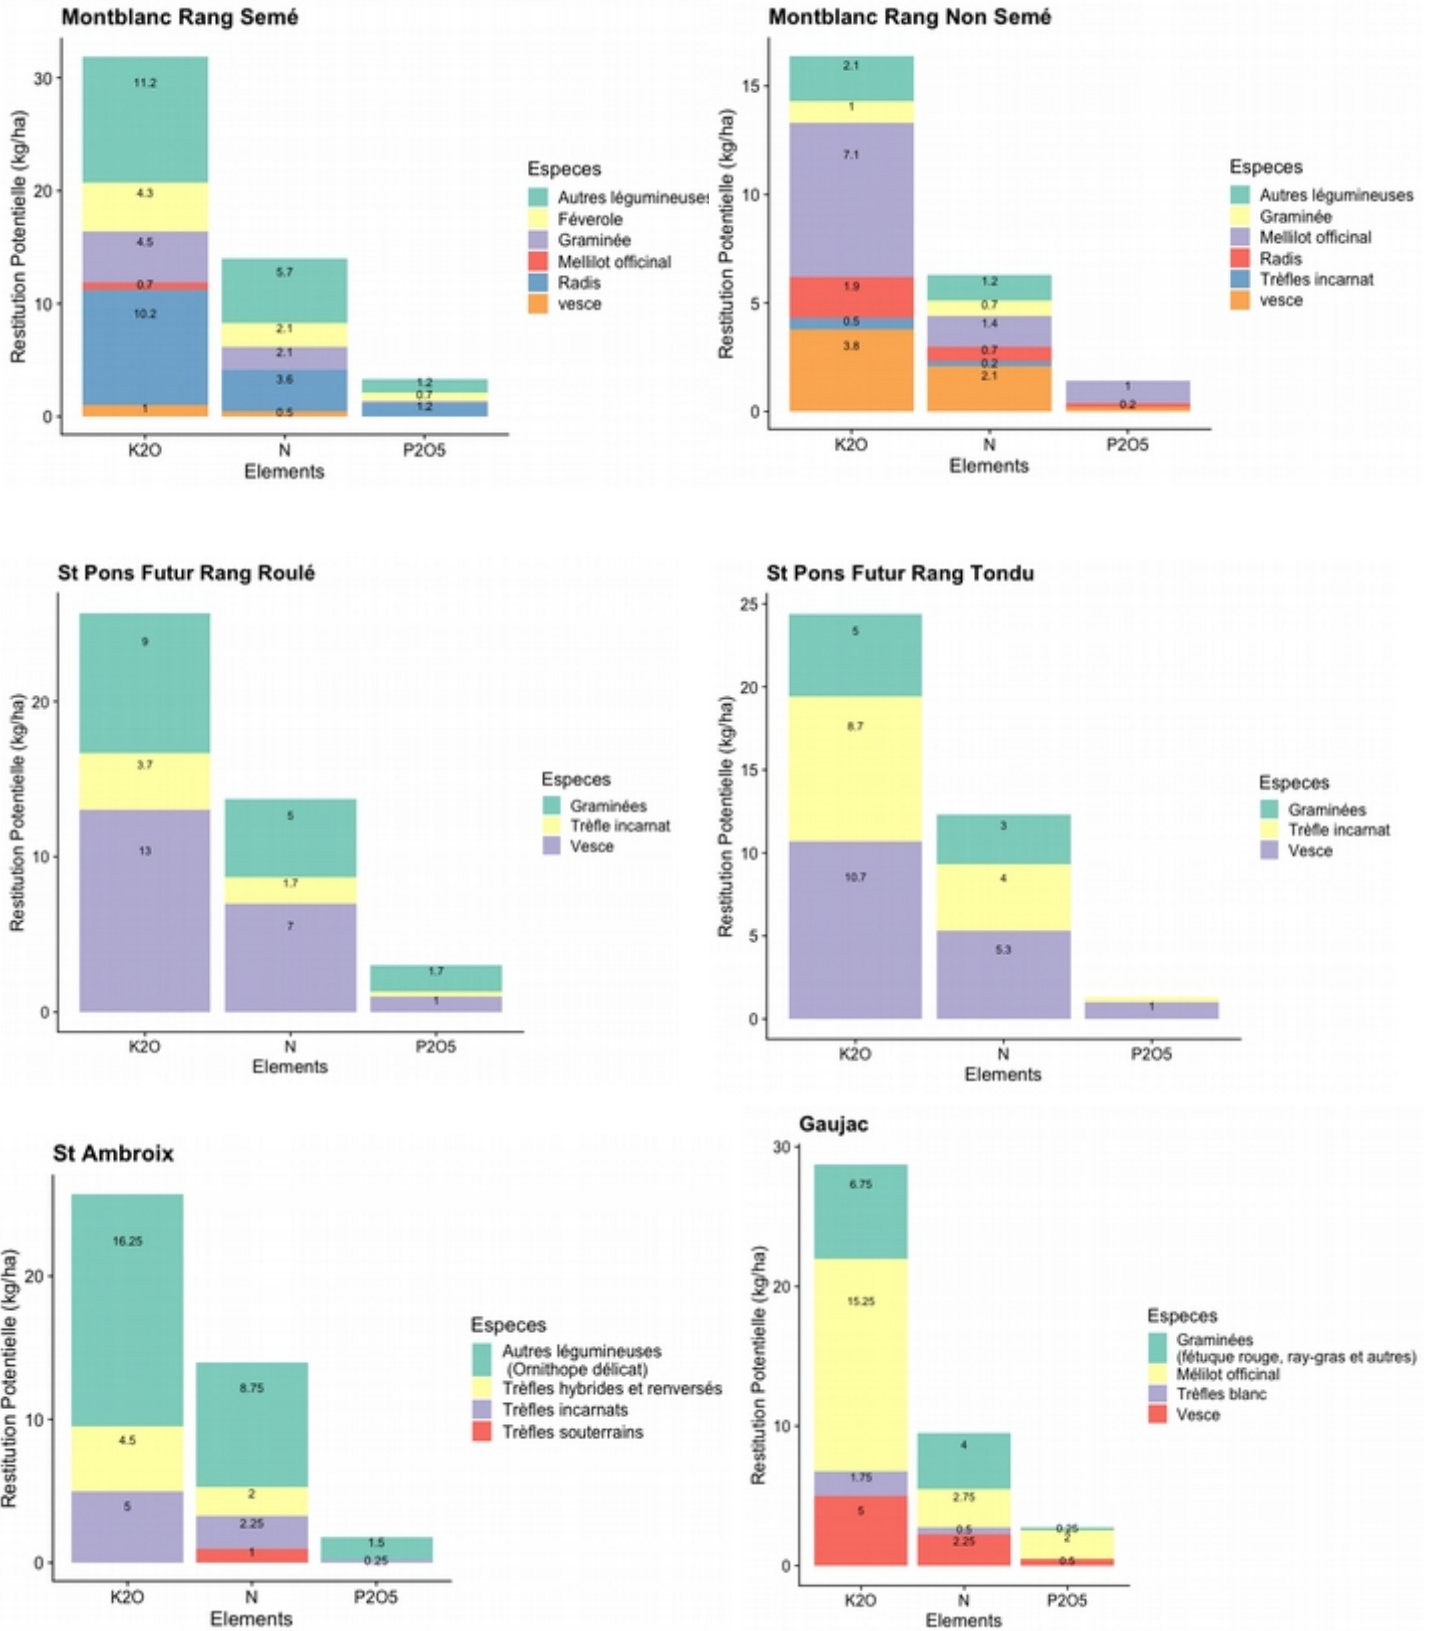 Montblanc Rang Semé
Restitution Potentielle (kg/ha)
30
20
10
0
11.2
4.3
4.5
0.7
10.2
1
5.7
2.1
2.1
3.6
0.5
1.2
0.7
1.2
K2O
N
P2O5
Elements
Especes
Autres légumineuses
Féverole
Graminée
Mellilot officinal
Radis
vesce
Montblanc Rang Non Semé
Restitution Potentielle (kg/ha)
15
10
5
0
2.1
1
7.1
1.9
0.5
3.8
1.2
0.7
1.4
0.7
0.2
2.1
1
0.2
K2O
N
P2O5
Elements
Especes
Autres légumineuses
Graminée
Mellilot officinal
Radis
Trèfles incarnat
vesce
St Pons Futur Rang Roulé
Restitution Potentielle (kg/ha)
20
10
0
9
3.7
13
5
1.7
7
1.7
1
K2O
N
P2O5
Elements
Especes
Graminées
Trèfle incarnat
Vesce
St Pons Futur Rang Tondu
Restitution Potentielle (kg/ha)
25
20
15
10
5
0
5
8.7
10.7
3
4
5.3
1
K2O
N
P2O5
Elements
Especes
Graminées
Trèfle incarnat
Vesce
St Ambroix
Restitution Potentielle (kg/ha)
20
10
0
16.25
4.5
5
8.75
2
2.25
1
1.5
0.25
K2O
N
P2O5
Elements
Especes
Autres légumineuses
(Ornithope délicat)
Trèfles hybrides et renversés
Trèfles incarnats
Trèfles souterrains
Gaujac
Restitution Potentielle (kg/ha)
30
20
10
0
6.75
15.25
1.75
5
4
2.75
0.5
2.25
0.25
2
0.5
K2O
N
P2O5
Elements
Especes
Graminées
(fétuque rouge, ray-gras et autres)
Mélilot officinal
Trèfles blanc
Vesce